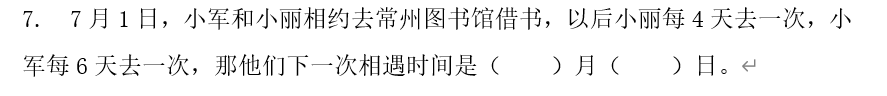 7.  7 月 1 日，小军和小丽相约去常州图书馆借书，以后小丽每 4 天去一次，小
军每 6 天去一次，那他们下一次相遇时间是（    ）月（    ）日。↵